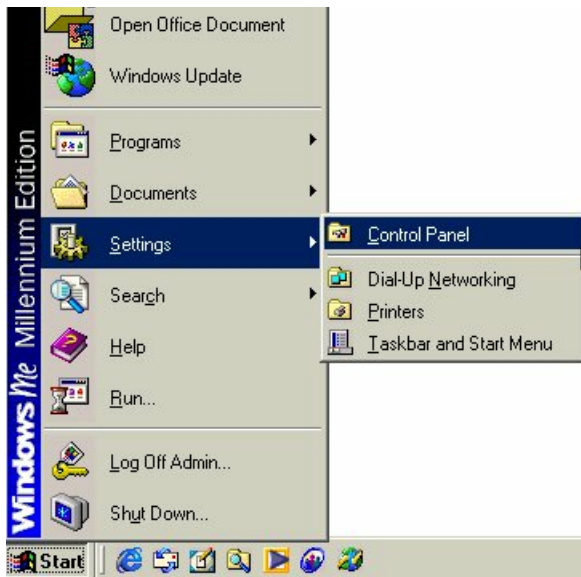 Open Office Document
Windows Update
Programs
Documents
Settings
Search
Help
Run...
Log Off Admin...
Shut Down...
Control Panel
Dial-Up Networking
Printers
Taskbar and Start Menu
Windows Me Millennium Edition
Start